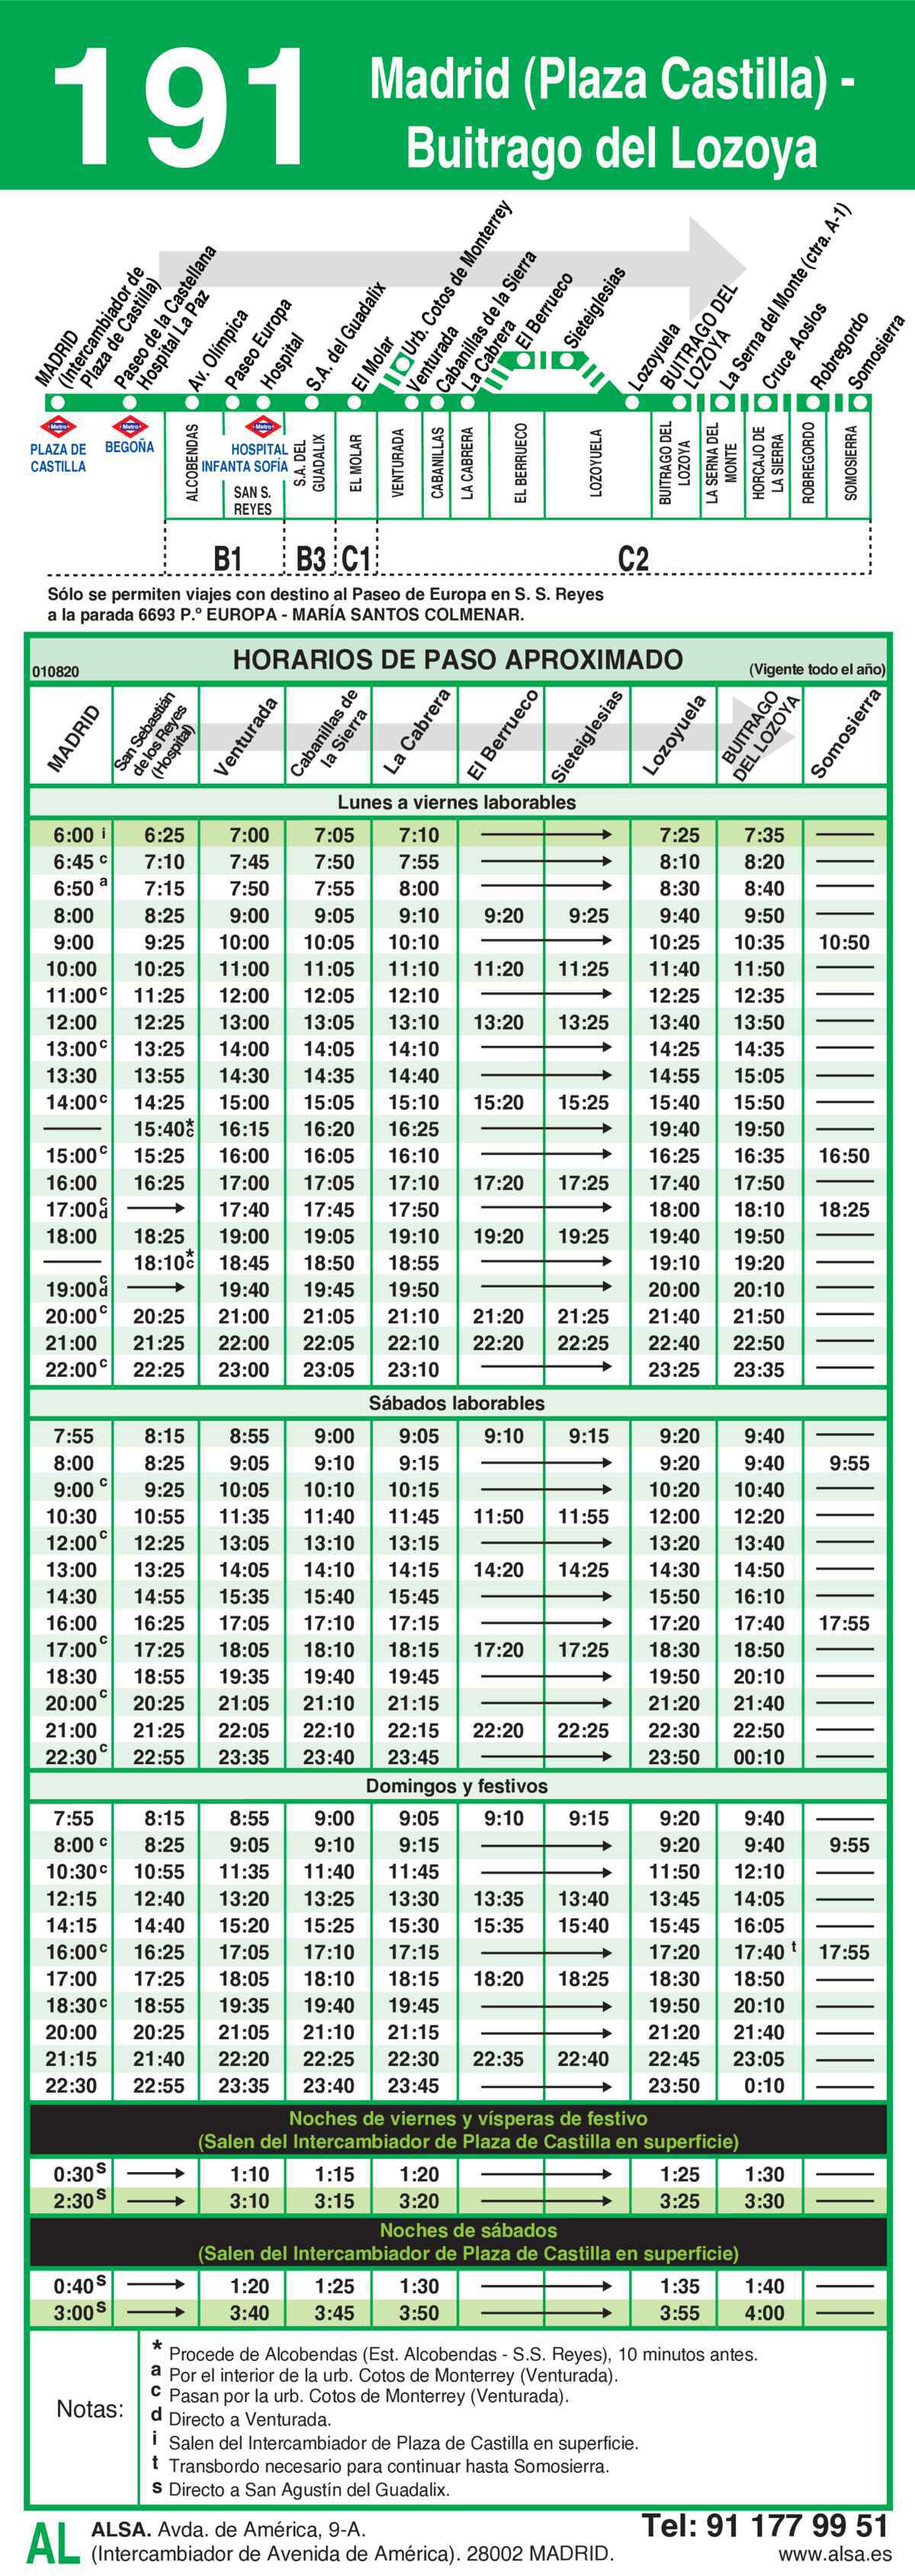 191
Madrid (Plaza Castilla) -
Buitrago del Lozoya
MADRID
(Intercambiador de
Plaza de Castilla)
Paseo de la Castellana
Hospital La Paz
Av. Olímpica
Paseo Europa
Hospital
S.A. del Guadalix
El Molar
Urb. Cotos de Monterrey
Venturada
Cabanillas de la Sierra
La Cabrera
El Berrueco
Sieteiglesias
Lozoyuela
BUITRAGO DEL
LOZOYA
La Serna del Monte (ctra. A-1)
Cruce Aoslos
Robregordo
Somosierra
Metro
Metro
Metro
PLAZA DE
CASTILLA
BEGOÑA
HOSPITAL
INFANTA SOFÍA
ALCOBENDAS
SAN S.
REYES
S.A. DEL
GUADALIX
EL MOLAR
VENTURADA
CABANILLAS
LA CABRERA
EL BERRUECO
LOZOYUELA
BUITRAGO DEL
LOZOYA
LA SERNA DEL
MONTE
HORCAJO DE
LA SIERRA
ROBREGORDO
SOMOSIERRA
B1 B3 C1 C2
Sólo se permiten viajes con destino al Paseo de Europa en S. S. Reyes
a la parada 6693 P.º EUROPA - MARÍA SANTOS COLMENAR.
010820 HORARIOS DE PASO APROXIMADO (Vigente todo el año)
MADRID
San Sebastián
de los Reyes
(Hospital)
Venturada
Cabanillas de
la Sierra
La Cabrera
El Berrueco
Sieteiglesias
Lozoyuela
BUITRAGO
DEL LOZOYA
Somosierra
Lunes a viernes laborables
6:00 i 6:25 7:00 7:05 7:10 → 7:25 7:35 —
6:45 c 7:10 7:45 7:50 7:55 → 8:10 8:20 —
6:50 a 7:15 7:50 7:55 8:00 → 8:30 8:40 —
8:00 8:25 9:00 9:05 9:10 9:20 9:25 9:40 9:50 —
9:00 9:25 10:00 10:05 10:10 → 10:25 10:35 10:50
10:00 10:25 11:00 11:05 11:10 11:20 11:25 11:40 11:50 —
11:00 c 11:25 12:00 12:05 12:10 → 12:25 12:35 —
12:00 12:25 13:00 13:05 13:10 13:20 13:25 13:40 13:50 —
13:00 c 13:25 14:00 14:05 14:10 → 14:25 14:35 —
13:30 13:55 14:30 14:35 14:40 → 14:55 15:05 —
14:00 c 14:25 15:00 15:05 15:10 15:20 15:25 15:40 15:50 —
— 15:40 * c 16:15 16:20 16:25 → 19:40 19:50 —
15:00 c 15:25 16:00 16:05 16:10 → 16:25 16:35 16:50
16:00 16:25 17:00 17:05 17:10 17:20 17:25 17:40 17:50 —
17:00 c d → 17:40 17:45 17:50 → 18:00 18:10 18:25
18:00 18:25 19:00 19:05 19:10 19:20 19:25 19:40 19:50 —
— 18:10 * c 18:45 18:50 18:55 → 19:10 19:20 —
19:00 c d → 19:40 19:45 19:50 → 20:00 20:10 —
20:00 c 20:25 21:00 21:05 21:10 21:20 21:25 21:40 21:50 —
21:00 21:25 22:00 22:05 22:10 22:20 22:25 22:40 22:50 —
22:00 c 22:25 23:00 23:05 23:10 → 23:25 23:35 —
Sábados laborables
7:55 8:15 8:55 9:00 9:05 9:10 9:15 9:20 9:40 —
8:00 8:25 9:05 9:10 9:15 → 9:20 9:40 9:55
9:00 c 9:25 10:05 10:10 10:15 → 10:20 10:40 —
10:30 10:55 11:35 11:40 11:45 11:50 11:55 12:00 12:20 —
12:00 c 12:25 13:05 13:10 13:15 → 13:20 13:40 —
13:00 13:25 14:05 14:10 14:15 14:20 14:25 14:30 14:50 —
14:30 14:55 15:35 15:40 15:45 → 15:50 16:10 —
16:00 16:25 17:05 17:10 17:15 → 17:20 17:40 17:55
17:00 c 17:25 18:05 18:10 18:15 17:20 17:25 18:30 18:50 —
18:30 18:55 19:35 19:40 19:45 → 19:50 20:10 —
20:00 c 20:25 21:05 21:10 21:15 → 21:20 21:40 —
21:00 21:25 22:05 22:10 22:15 22:20 22:25 22:30 22:50 —
22:30 c 22:55 23:35 23:40 23:45 → 23:50 00:10 —
Domingos y festivos
7:55 8:15 8:55 9:00 9:05 9:10 9:15 9:20 9:40 —
8:00 c 8:25 9:05 9:10 9:15 → 9:20 9:40 9:55
10:30 c 10:55 11:35 11:40 11:45 → 11:50 12:10 —
12:15 12:40 13:20 13:25 13:30 13:35 13:40 13:45 14:05 —
14:15 14:40 15:20 15:25 15:30 15:35 15:40 15:45 16:05 —
16:00 c 16:25 17:05 17:10 17:15 → 17:20 17:40 t 17:55
17:00 17:25 18:05 18:10 18:15 18:20 18:25 18:30 18:50 —
18:30 c 18:55 19:35 19:40 19:45 → 19:50 20:10 —
20:00 20:25 21:05 21:10 21:15 → 21:20 21:40 —
21:15 21:40 22:20 22:25 22:30 22:35 22:40 22:45 23:05 —
22:30 22:55 23:35 23:40 23:45 → 23:50 0:10 —
Noches de viernes y vísperas de festivo
(Salen del Intercambiador de Plaza de Castilla en superficie)
0:30 s → 1:10 1:15 1:20 → 1:25 1:30 —
2:30 s → 3:10 3:15 3:20 → 3:25 3:30 —
Noches de sábados
(Salen del Intercambiador de Plaza de Castilla en superficie)
0:40 s → 1:20 1:25 1:30 → 1:35 1:40 —
3:00 s → 3:40 3:45 3:50 → 3:55 4:00 —
Notas:
* Procede de Alcobendas (Est. Alcobendas - S.S. Reyes), 10 minutos antes.
a Por el interior de la urb. Cotos de Monterrey (Venturada).
c Pasan por la urb. Cotos de Monterrey (Venturada).
d Directo a Venturada.
i Salen del Intercambiador de Plaza de Castilla en superficie.
t Transbordo necesario para continuar hasta Somosierra.
s Directo a San Agustín del Guadalix.
AL ALSA. Avda. de América, 9-A.
(Intercambiador de Avenida de América). 28002 MADRID.
Tel: 91 177 99 51
www.alsa.es